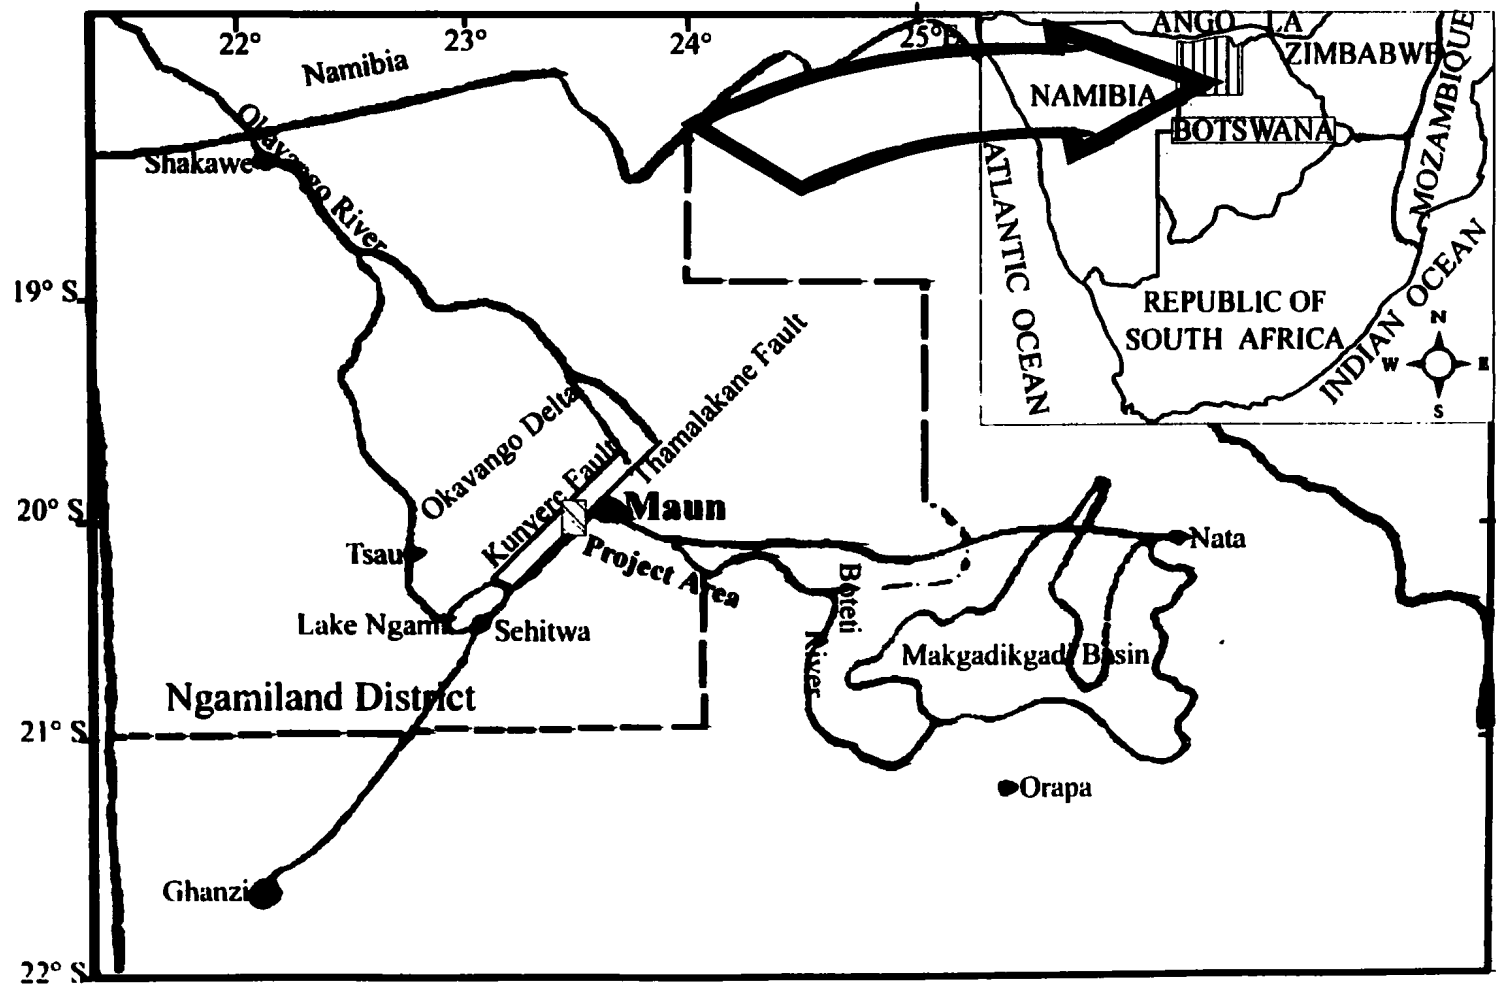 22°
23°
24°
25°E
Namibia
Okavango River
Shakawe
19° S
Okavango Delta
Thamalakane Fault
Kunyere Fault
20° S
Maun
Tsau
Project Area
Nata
Lake Ngami
Sehitwa
Boteti
River
Makgadikgadi Basin
Ngamiland District
21° S
Orapa
Ghanzi
22° S
ANGO LA
ZIMBABWE
NAMIBIA
BOTSWANA
MOZAMBIQUE
ATLANTIC OCEAN
REPUBLIC OF
SOUTH AFRICA
INDIAN OCEAN
N
W
E
S